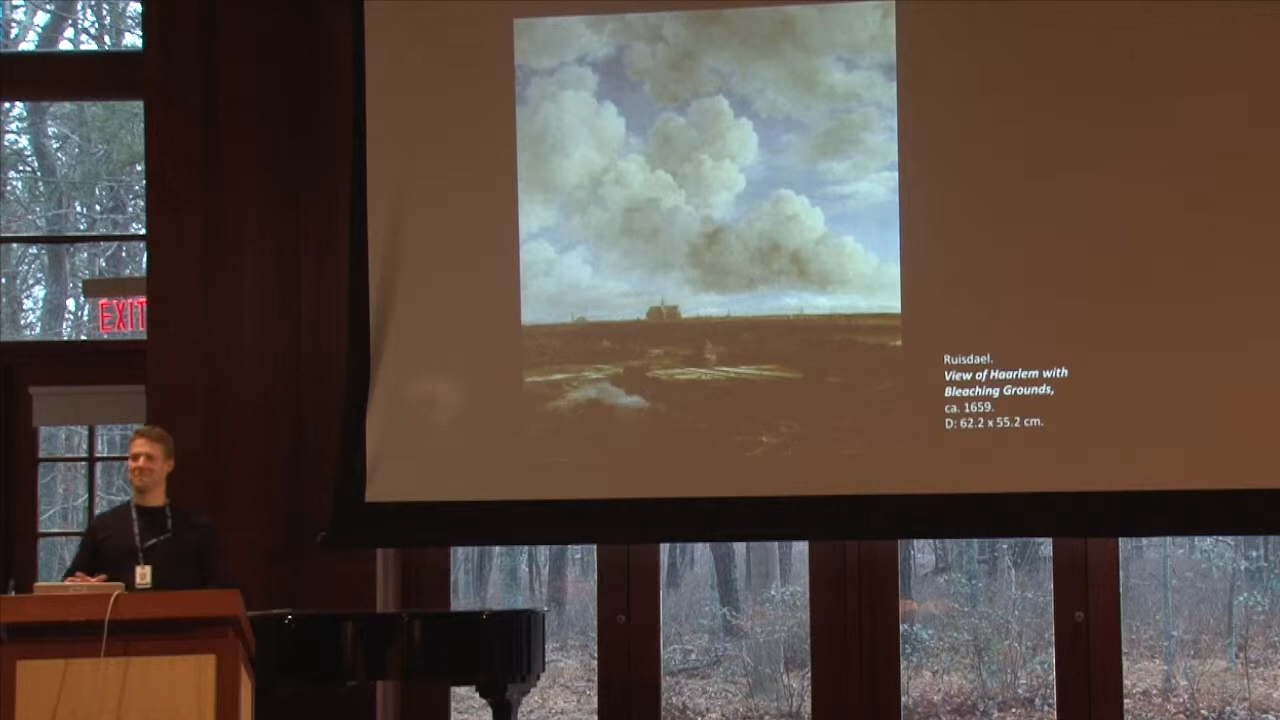 EXIT
Ruisdael.
View of Haarlem with
Bleaching Grounds,
ca. 1659.
D: 62.2 x 55.2 cm.